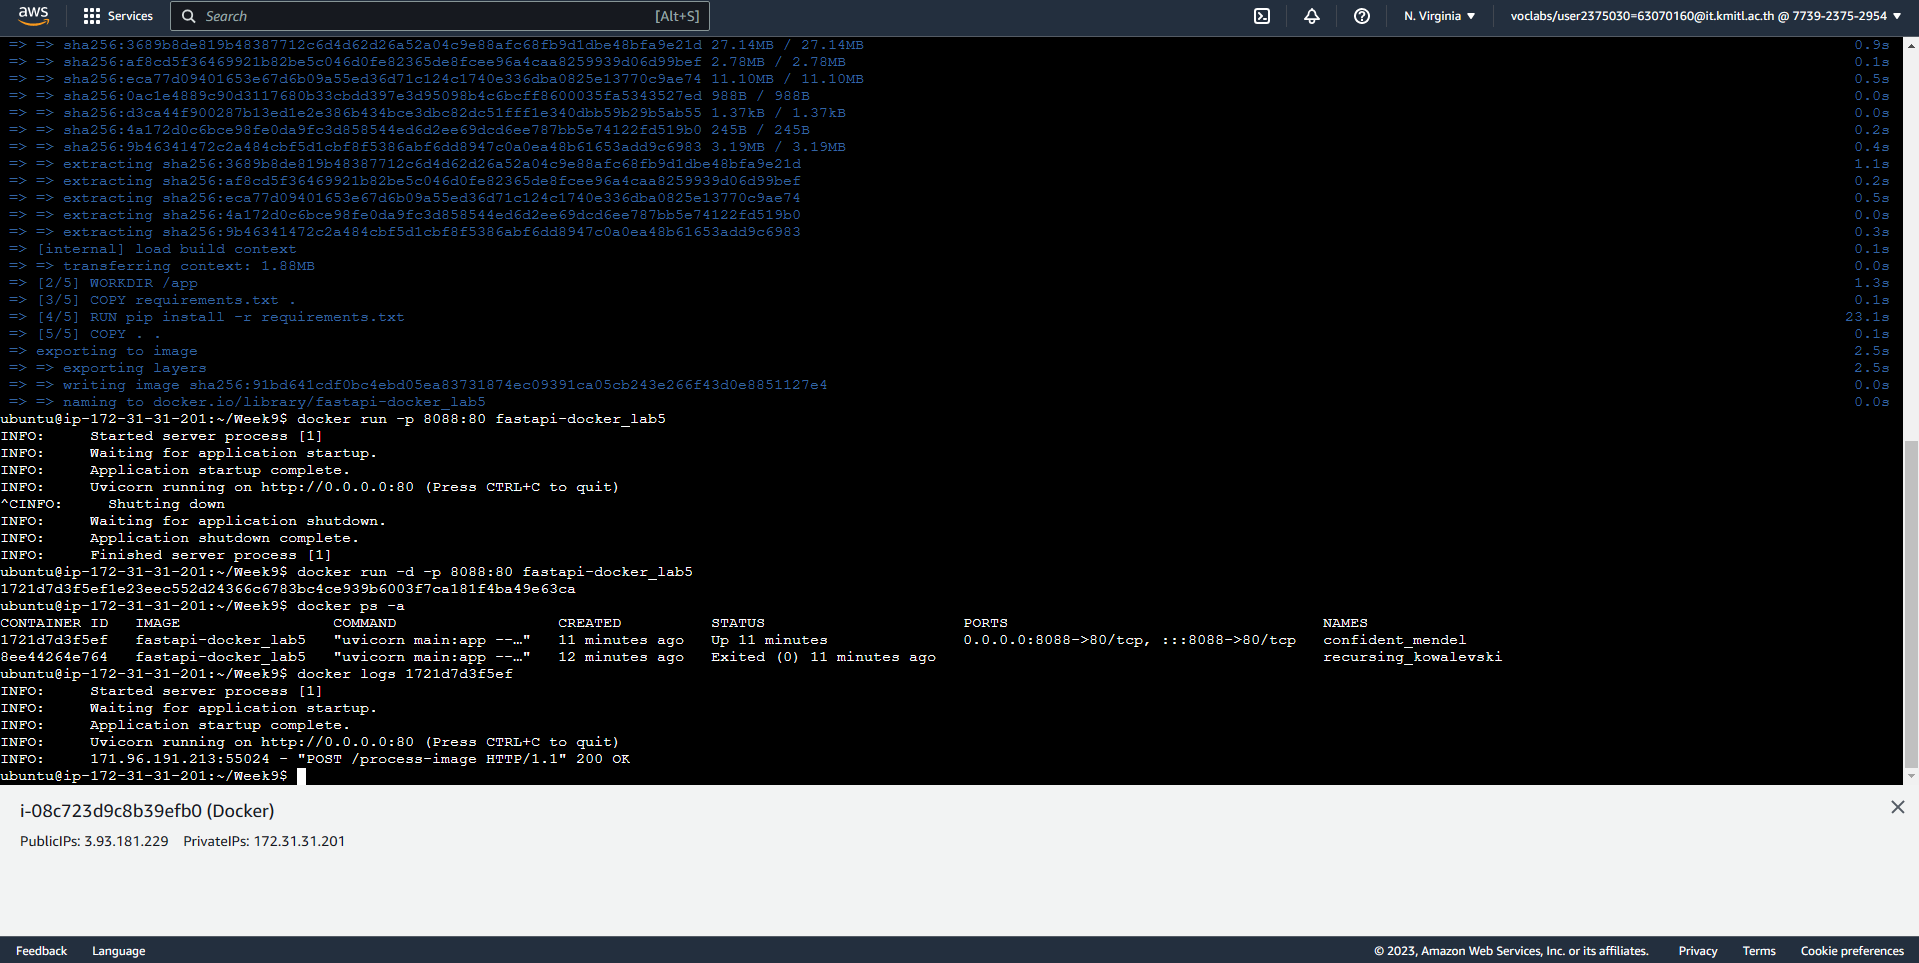 aws Services Search [Alt+S] N. Virginia ▼ voclabs/user2375030=63070160@it.kmitl.ac.th @ 7739-2375-2954 ▼
=> => sha256:3689b8de819b48387712c6d4d62d26a52a04c9e88afc68fb9d1dbe48bfa9e21d 27.14MB / 27.14MB 0.9s
=> => sha256:af8cd5f36469921b82be5c046d0fe82365de8fcee96a4caa8259939d06d99bef 2.78MB / 2.78MB 0.1s
=> => sha256:eca77d09401653e67d6b09a55ed36d71c124c1740e336dba0825e13770c9ae74 11.10MB / 11.10MB 0.5s
=> => sha256:0ac1e4889c90d3117680b33cbdd397e3d95098b4c6bcff8600035fa5343527ed 988B / 988B 0.0s
=> => sha256:d3ca44f900287b13ed1e2e386b434bce3dbc82dc51fff1e340dbb59b29b5ab55 1.37kB / 1.37kB 0.0s
=> => sha256:4a172d0c6bce98fe0da9fc3d858544ed6d2ee69dcd6ee787bb5e74122fd519b0 245B / 245B 0.2s
=> => sha256:9b46341472c2a484cbf5d1cbf8f5386abf6dd8947c0a0ea48b61653add9c6983 3.19MB / 3.19MB 0.4s
=> => extracting sha256:3689b8de819b48387712c6d4d62d26a52a04c9e88afc68fb9d1dbe48bfa9e21d 1.1s
=> => extracting sha256:af8cd5f36469921b82be5c046d0fe82365de8fcee96a4caa8259939d06d99bef 0.2s
=> => extracting sha256:eca77d09401653e67d6b09a55ed36d71c124c1740e336dba0825e13770c9ae74 0.5s
=> => extracting sha256:4a172d0c6bce98fe0da9fc3d858544ed6d2ee69dcd6ee787bb5e74122fd519b0 0.0s
=> => extracting sha256:9b46341472c2a484cbf5d1cbf8f5386abf6dd8947c0a0ea48b61653add9c6983 0.3s
=> [internal] load build context 0.1s
=> => transferring context: 1.88MB 0.0s
=> [2/5] WORKDIR /app 1.3s
=> [3/5] COPY requirements.txt . 0.1s
=> [4/5] RUN pip install -r requirements.txt 23.1s
=> [5/5] COPY . . 0.1s
=> exporting to image 2.5s
=> => exporting layers 2.5s
=> => writing image sha256:91bd641cdf0bc4ebd05ea83731874ec09391ca05cb243e266f43d0e8851127e4 0.0s
=> => naming to docker.io/library/fastapi-docker_lab5 0.0s
ubuntu@ip-172-31-31-201:~/Week9$ docker run -p 8088:80 fastapi-docker_lab5
INFO: Started server process [1]
INFO: Waiting for application startup.
INFO: Application startup complete.
INFO: Uvicorn running on http://0.0.0.0:80 (Press CTRL+C to quit)
^CINFO: Shutting down
INFO: Waiting for application shutdown.
INFO: Application shutdown complete.
INFO: Finished server process [1]
ubuntu@ip-172-31-31-201:~/Week9$ docker run -d -p 8088:80 fastapi-docker_lab5
1721d7d3f5ef1e23eec552d24366c6783bc4ce939b6003f7ca181f4ba49e63ca
ubuntu@ip-172-31-31-201:~/Week9$ docker ps -a
CONTAINER ID IMAGE COMMAND CREATED STATUS PORTS NAMES
1721d7d3f5ef fastapi-docker_lab5 "uvicorn main:app --…" 11 minutes ago Up 11 minutes 0.0.0.0:8088->80/tcp, :::8088->80/tcp confident_mendel
8ee44264e764 fastapi-docker_lab5 "uvicorn main:app --…" 12 minutes ago Exited (0) 11 minutes ago recursing_kowalevski
ubuntu@ip-172-31-31-201:~/Week9$ docker logs 1721d7d3f5ef
INFO: Started server process [1]
INFO: Waiting for application startup.
INFO: Application startup complete.
INFO: Uvicorn running on http://0.0.0.0:80 (Press CTRL+C to quit)
INFO: 171.96.191.213:55024 - "POST /process-image HTTP/1.1" 200 OK
ubuntu@ip-172-31-31-201:~/Week9$
i-08c723d9c8b39efb0 (Docker)
PublicIPs: 3.93.181.229 PrivateIPs: 172.31.31.201
Feedback Language © 2023, Amazon Web Services, Inc. or its affiliates. Privacy Terms Cookie preferences